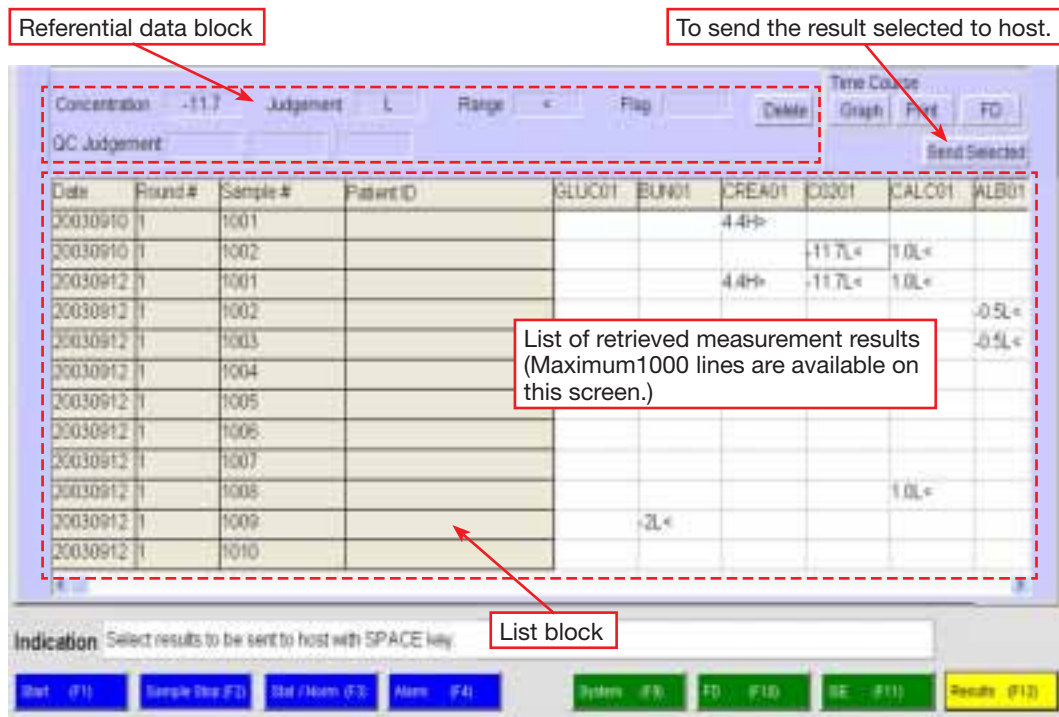 Referential data block
To send the result selected to host.
Time Course
Concentration -11.7 Judgement L Range < Flag Delete Graph Print FD
QC Judgement Send Selected
Date Round # Sample # Patient ID GLUC01 BUN01 CREA01 CO201 CALC01 ALB01
20030910 1 1001 4.4H>
20030910 1 1002 -11.7L< 1.0L<
20030912 1 1001 4.4H> -11.7L< 1.0L<
20030912 1 1002 -0.5L<
20030912 1 1003 -0.5L<
20030912 1 1004
20030912 1 1005
20030912 1 1006
20030912 1 1007
20030912 1 1008 1.0L<
20030912 1 1009 -2L<
20030912 1 1010
List of retrieved measurement results
(Maximum1000 lines are available on
this screen.)
List block
Indication Select results to be sent to host with SPACE key.
Start (F1) Sample Stop (F2) Stat / Norm (F3) Alarm (F4) System (F9) FD (F10) ISE (F11) Results (F12)